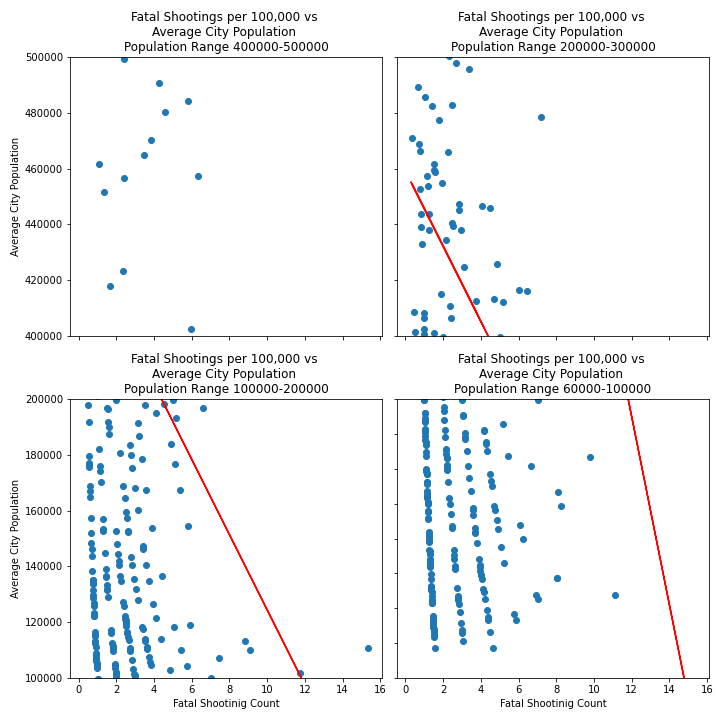 Fatal Shootings per 100,000 vs
Average City Population
Population Range 400000-500000
Fatal Shootings per 100,000 vs
Average City Population
Population Range 200000-300000
500000
480000
460000
440000
420000
400000
Average City Population
Fatal Shootings per 100,000 vs
Average City Population
Population Range 100000-200000
Fatal Shootings per 100,000 vs
Average City Population
Population Range 60000-100000
200000
180000
160000
140000
120000
100000
Average City Population
0 2 4 6 8 10 12 14 16
0 2 4 6 8 10 12 14 16
Fatal Shootinig Count
Fatal Shootinig Count